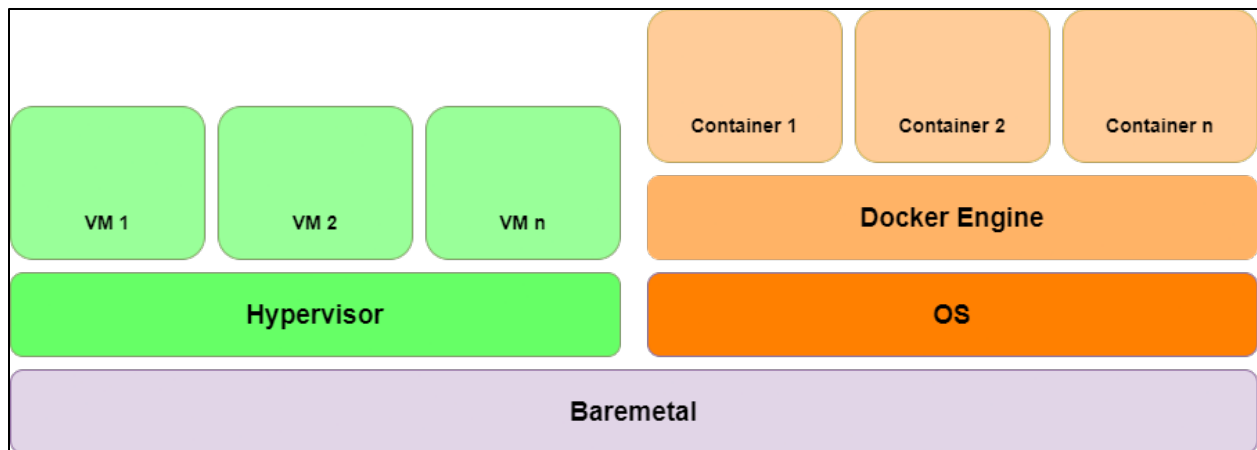 Container 1
Container 2
Container n
VM 1
VM 2
VM n
Docker Engine
Hypervisor
OS
Baremetal